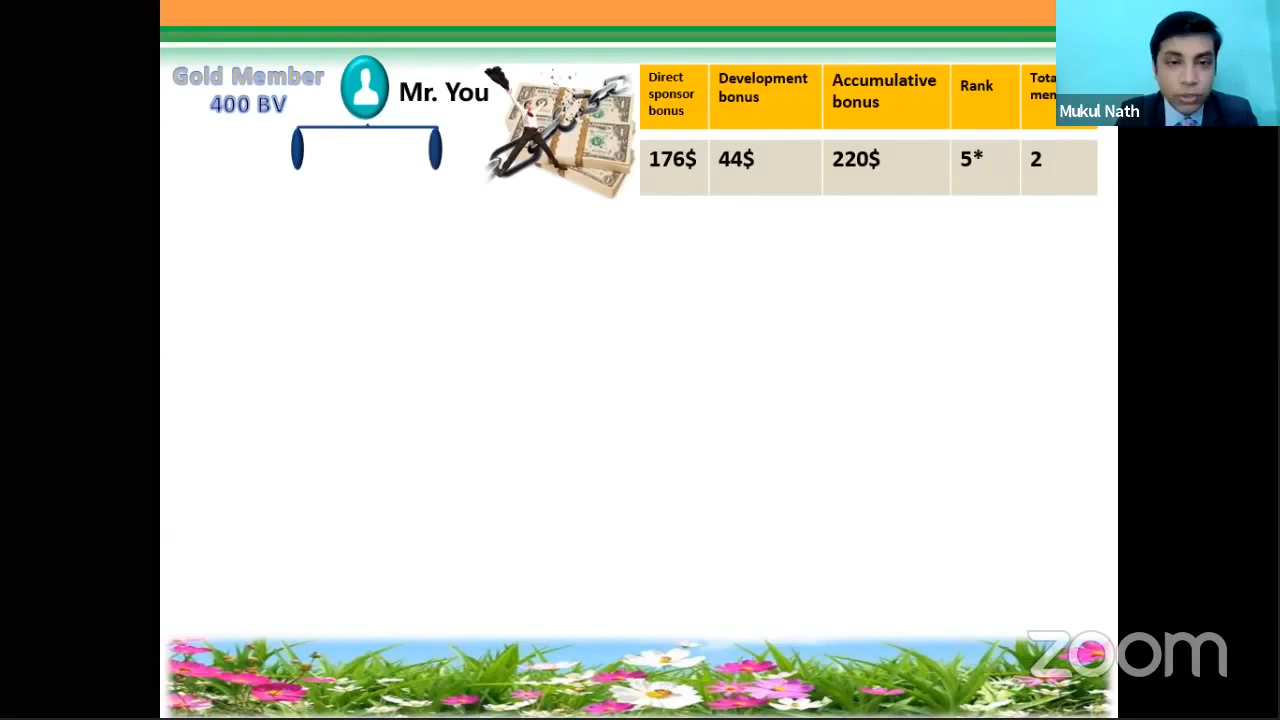 Gold Member
400 BV
Mr. You
Direct
sponsor
bonus
Development
bonus
Accumulative
bonus
Rank
Mukul Nath
176$
44$
220$
5*
2
zoom